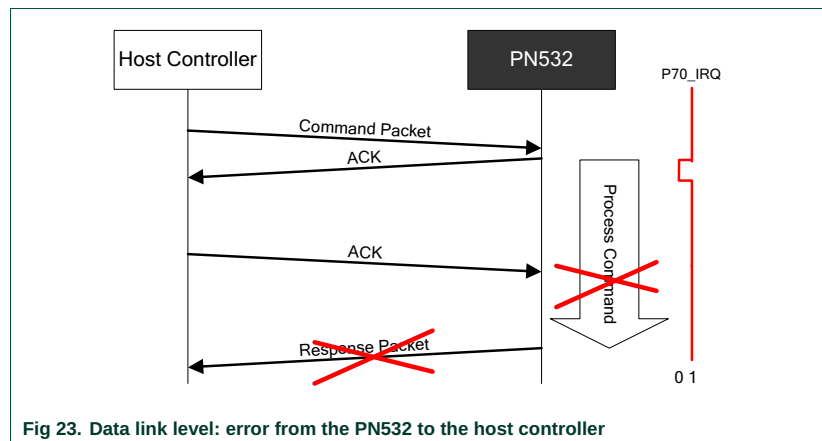 Host Controller
PN532
P70_IRQ
Command Packet
ACK
Process Command
ACK
Response Packet
0 1
Fig 23. Data link level: error from the PN532 to the host controller